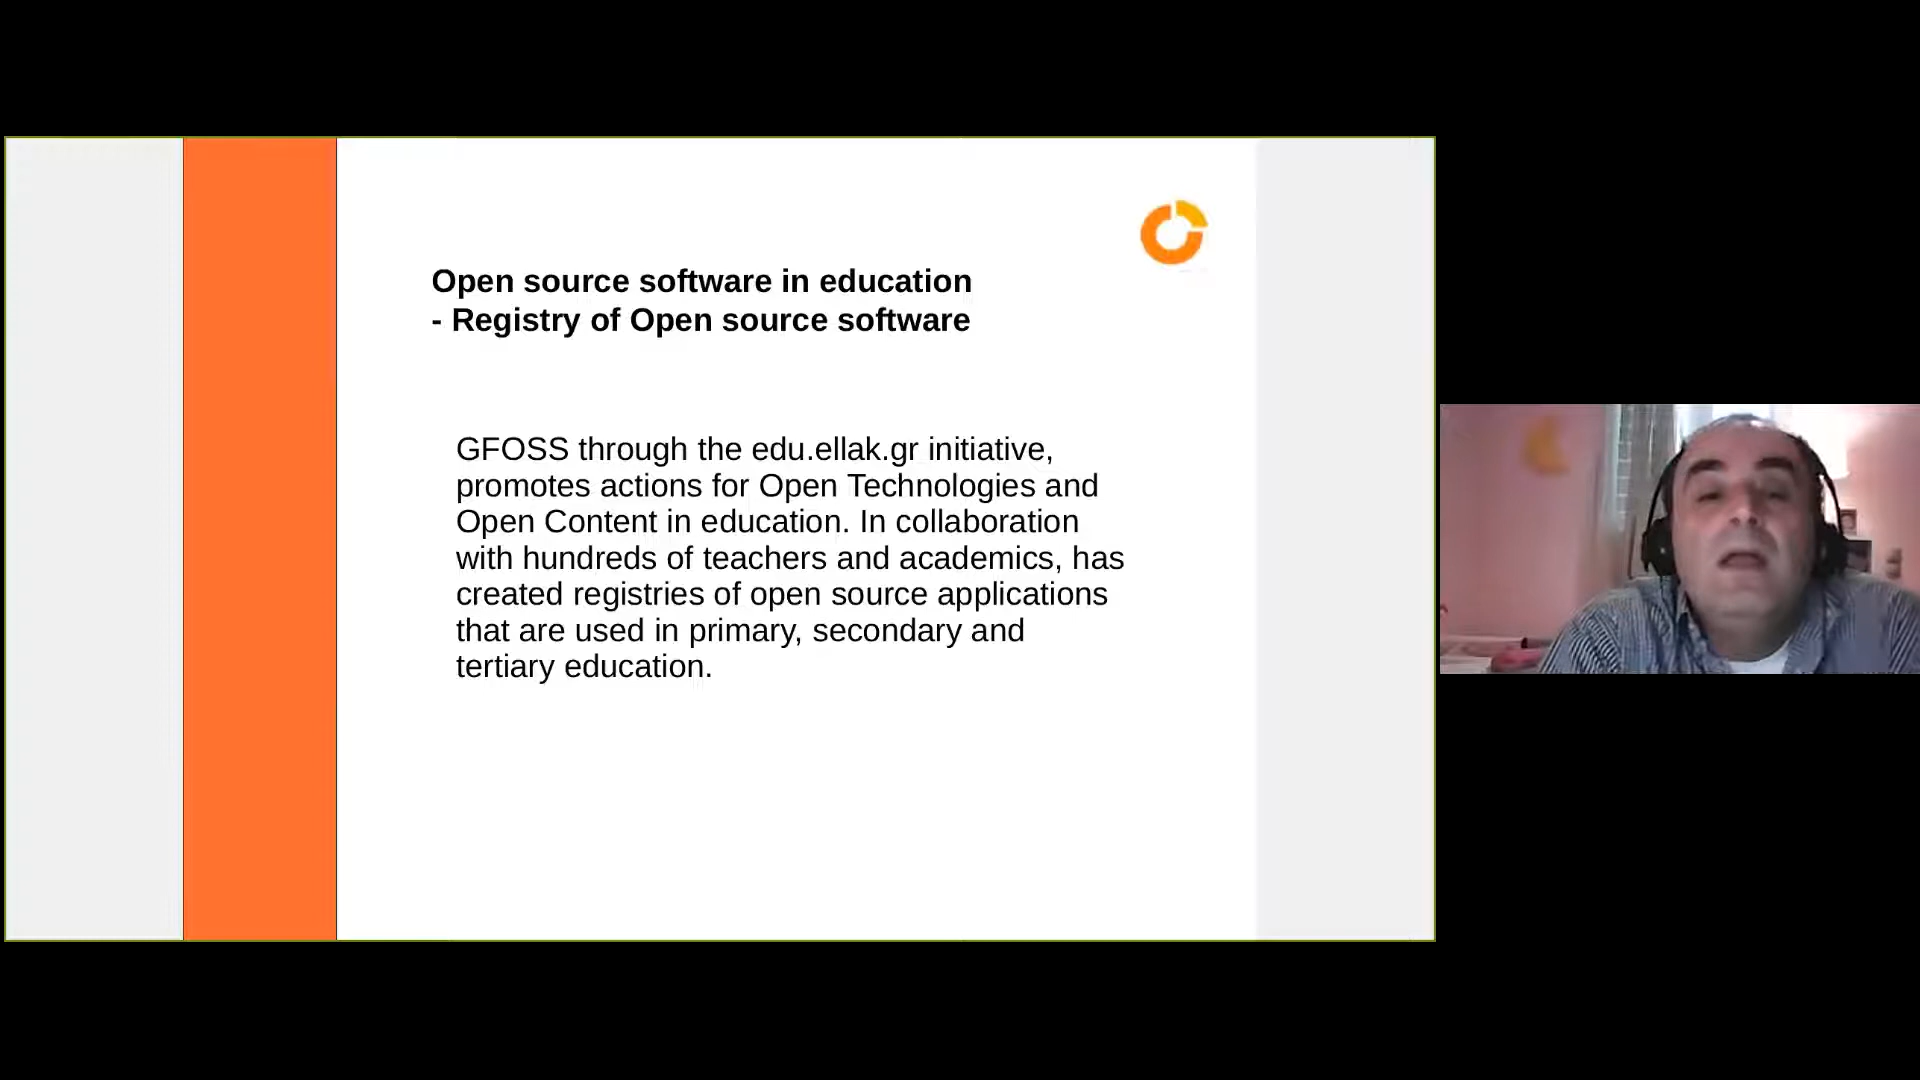 Open source software in education
- Registry of Open source software
GFOSS through the edu.ellak.gr initiative,
promotes actions for Open Technologies and
Open Content in education. In collaboration
with hundreds of teachers and academics, has
created registries of open source applications
that are used in primary, secondary and
tertiary education.